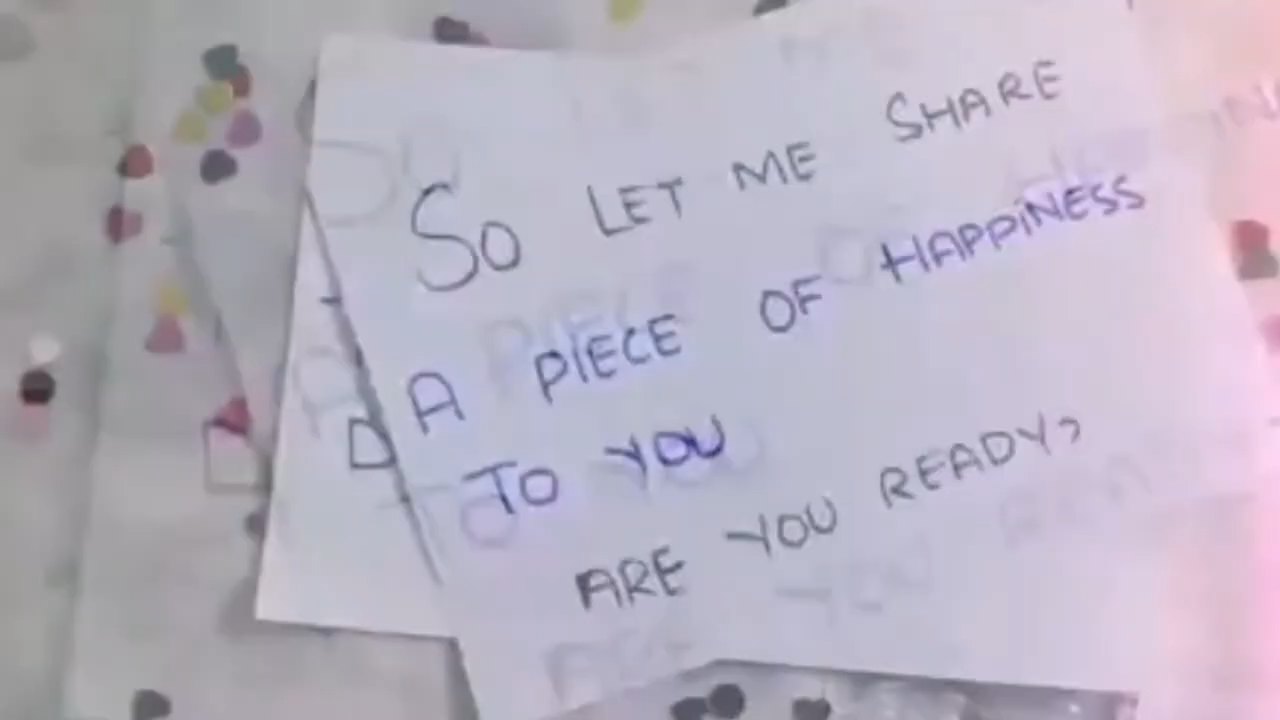 So LET ME SHARE
A PIECE OF HAPPINESS
TO YOU
ARE YOU READY?